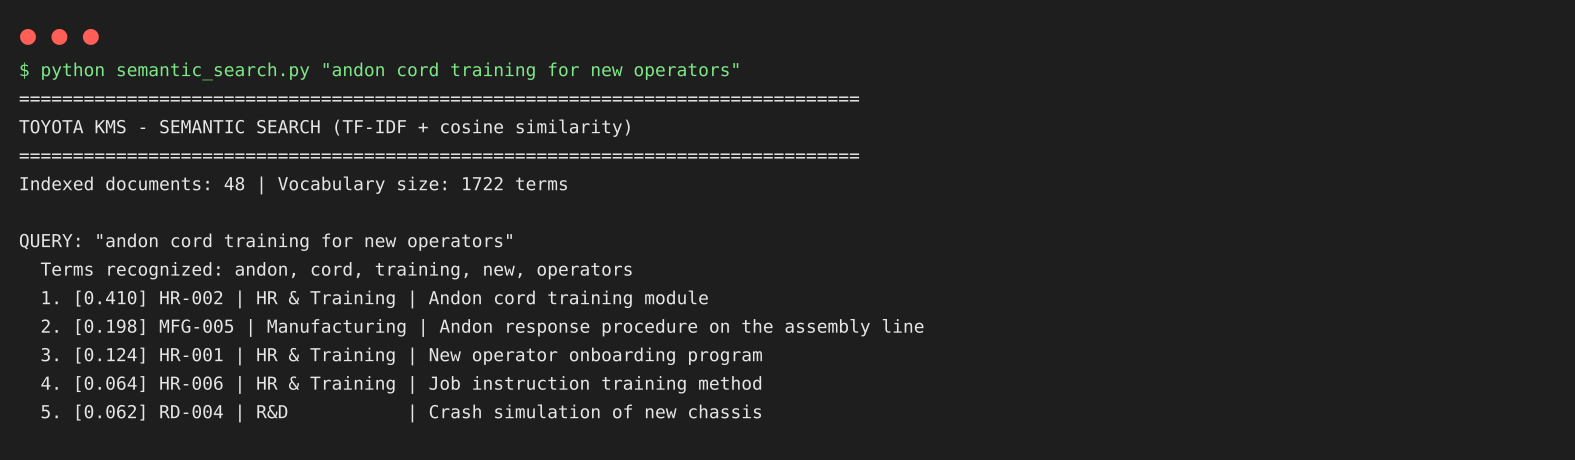 $ python semantic_search.py "andon cord training for new operators"
==============================================================================
TOYOTA KMS - SEMANTIC SEARCH (TF-IDF + cosine similarity)
==============================================================================
Indexed documents: 48 | Vocabulary size: 1722 terms

QUERY: "andon cord training for new operators"
  Terms recognized: andon, cord, training, new, operators
  1. [0.410] HR-002 | HR & Training | Andon cord training module
  2. [0.198] MFG-005 | Manufacturing | Andon response procedure on the assembly line
  3. [0.124] HR-001 | HR & Training | New operator onboarding program
  4. [0.064] HR-006 | HR & Training | Job instruction training method
  5. [0.062] RD-004 | R&D           | Crash simulation of new chassis